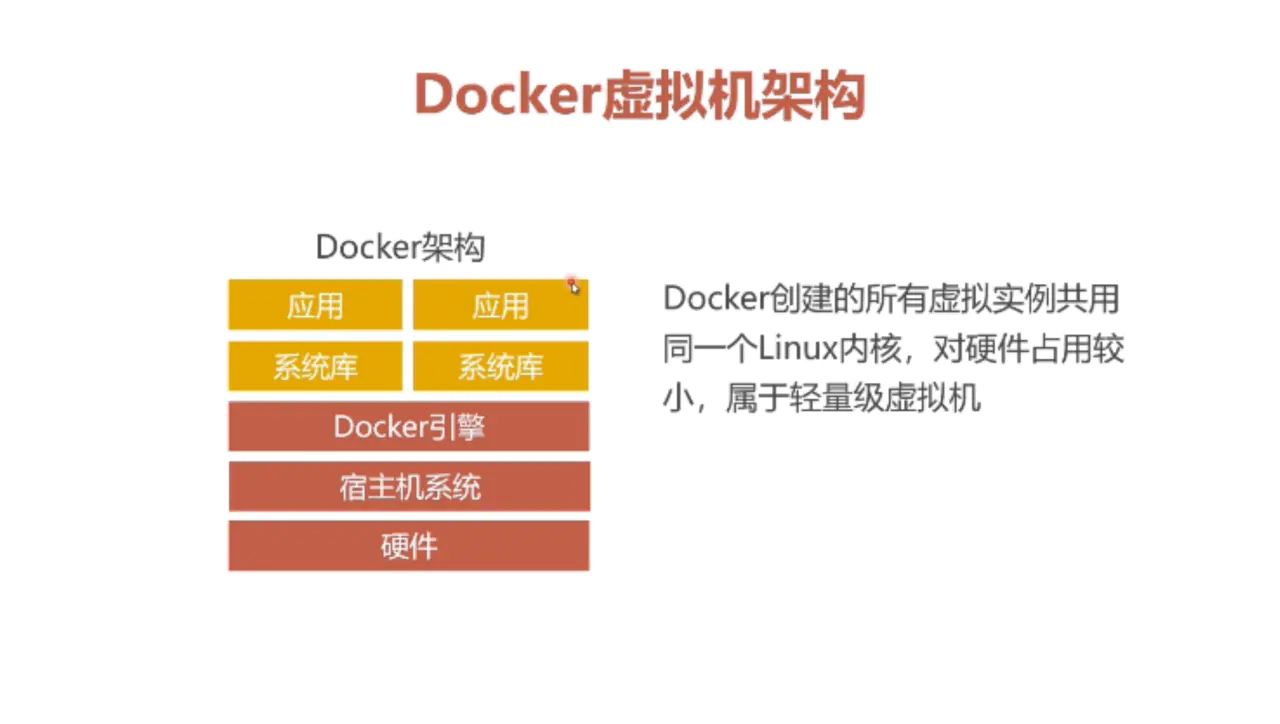 Docker虚拟机架构
Docker架构
应用 应用
系统库 系统库
Docker引擎
宿主机系统
硬件
Docker创建的所有虚拟实例共用
同一个Linux内核，对硬件占用较
小，属于轻量级虚拟机